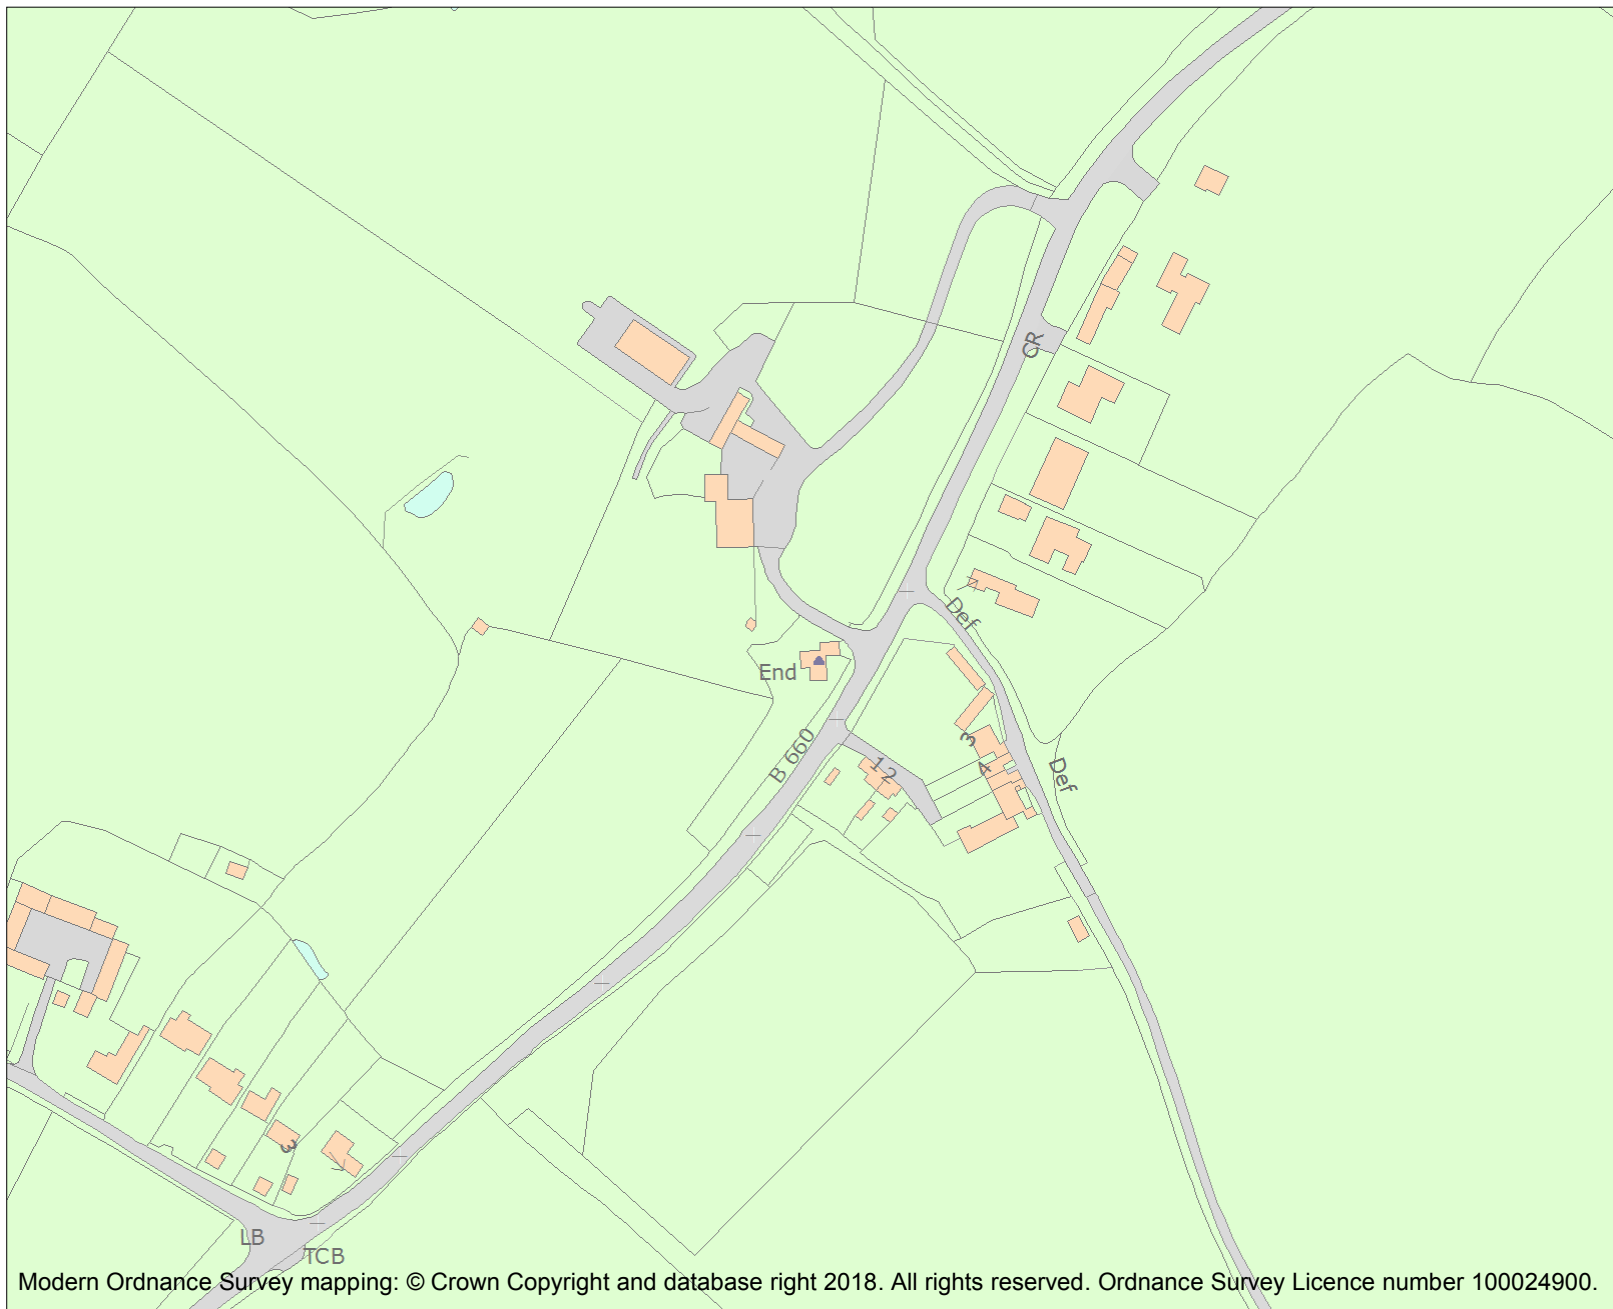 CR
Def
End
B 660
3
4
Def
12
3
1
LB
TCB
Modern Ordnance Survey mapping: © Crown Copyright and database right 2018. All rights reserved. Ordnance Survey Licence number 100024900.